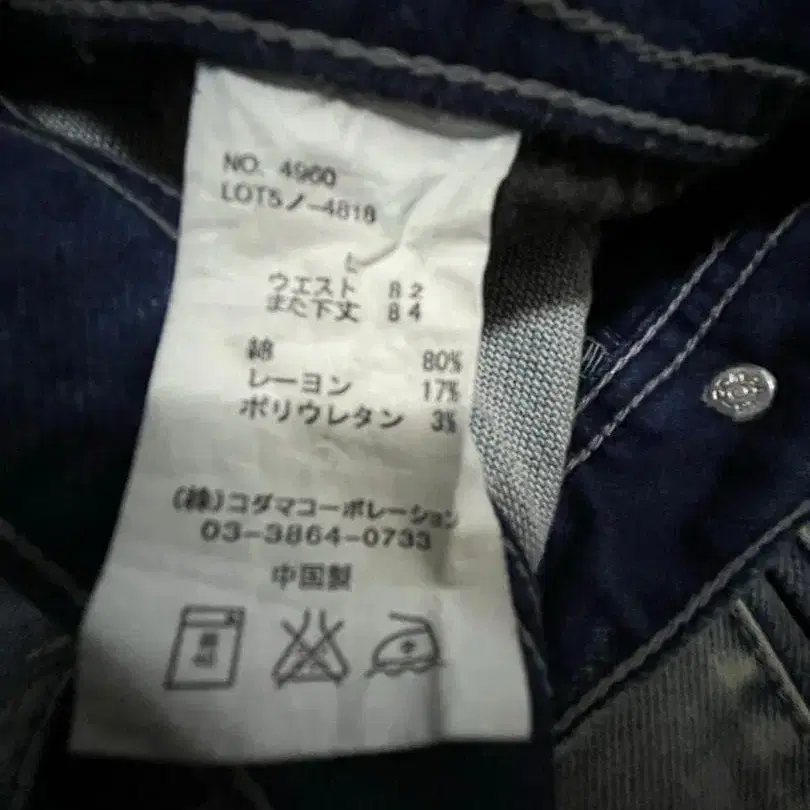 NO. 4960
LOT5ノ-4818
L
ウエスト 82
また下丈 84
綿 80%
レーヨン 17%
ポリウレタン 3%
(株)コダマコーポレーション
03-3864-0733
中国製